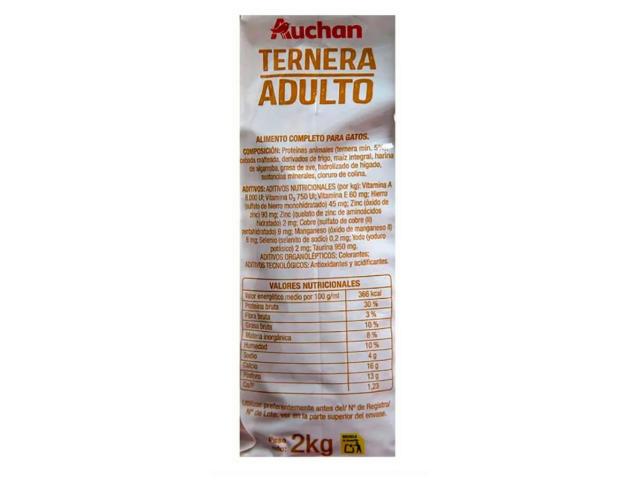 Auchan
TERNERA
ADULTO
ALIMENTO COMPLETO PARA GATOS.
COMPOSICIÓN: Proteínas animales (ternera min. 5%),
cebada malteada, derivados de trigo, maíz integral, harina
de algarroba, grasa de ave, hidrolizado de hígado,
sustancias minerales, cloruro de colina.
ADITIVOS: ADITIVOS NUTRICIONALES (por kg): Vitamina A
8.000 UI; Vitamina D3 750 UI; Vitamina E 60 mg; Hierro
(sulfato de hierro monohidratado) 45 mg; Zinc (óxido de
zinc) 90 mg; Zinc (quelato de zinc de aminoácidos
hidratado) 2 mg; Cobre (sulfato de cobre (II)
pentahidratado) 9 mg; Manganeso (óxido de manganeso II)
6 mg; Selenio (selenito de sodio) 0,2 mg; Yodo (yoduro
potásico) 2 mg; Taurina 950 mg.
ADITIVOS ORGANOLÉPTICOS: Colorantes;
ADITIVOS TECNOLÓGICOS: Antioxidantes y acidificantes.
VALORES NUTRICIONALES
Valor energético medio por 100 g/ml 366 kcal
Proteína bruta 30 %
Fibra bruta 3 %
Grasa bruta 10 %
Materia inorgánica 8 %
Humedad 10 %
Sodio 4 g
Calcio 16 g
Fósforo 13 g
Ca/P 1,23
Utilizar preferentemente antes del/ Nº de Registro/
Nº de Lote, ver en la parte superior del envase.
Peso
2kg